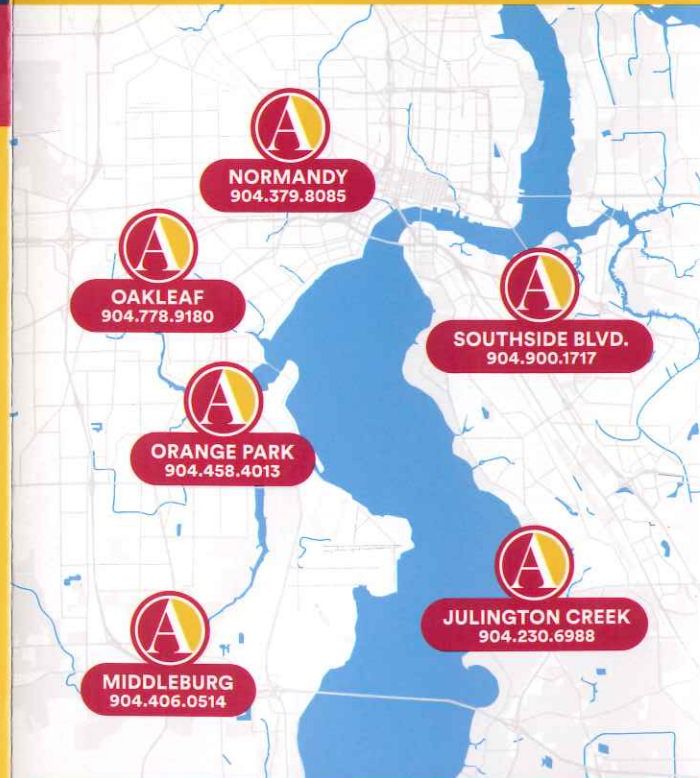 A
NORMANDY
904.379.8085
A
OAKLEAF
904.778.9180
A
SOUTHSIDE BLVD.
904.900.1717
A
ORANGE PARK
904.458.4013
A
JULINGTON CREEK
904.230.6988
A
MIDDLEBURG
904.406.0514